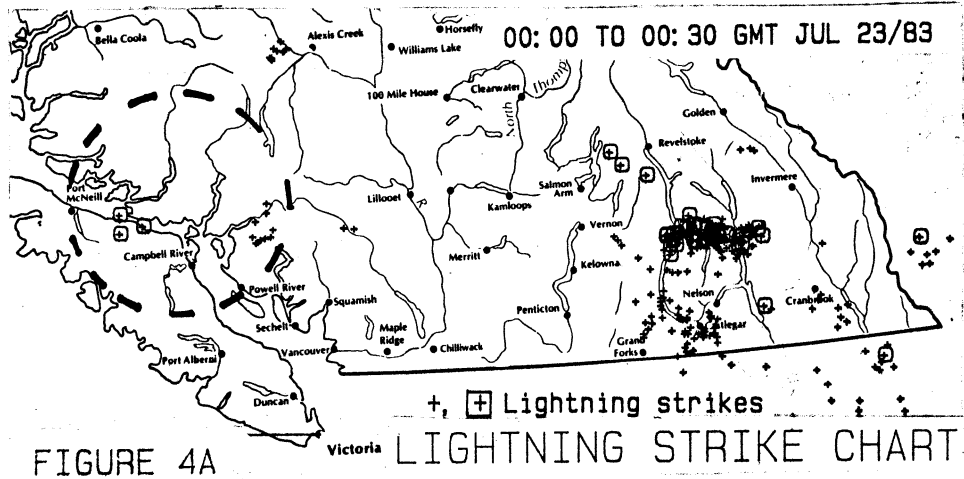 Bella Coola
Alexis Creek
Horsefly
Williams Lake
00:00 TO 00:30 GMT JUL 23/83
100 Mile House
Clearwater
North
Thomp
Golden
Revelstoke
Port
McNeill
Lillooet
R.
Kamloops
Salmon
Arm
Invermere
Vernon
Campbell River
Merritt
Kelowna
Powell River
Squamish
Penticton
Nelson
Cranbrook
Sechelt
Maple
Ridge
Grand
Forks
Port Alberni
Vancouver
Chilliwack
Duncan
+, + Lightning strikes
Victoria
LIGHTNING STRIKE CHART
FIGURE 4A